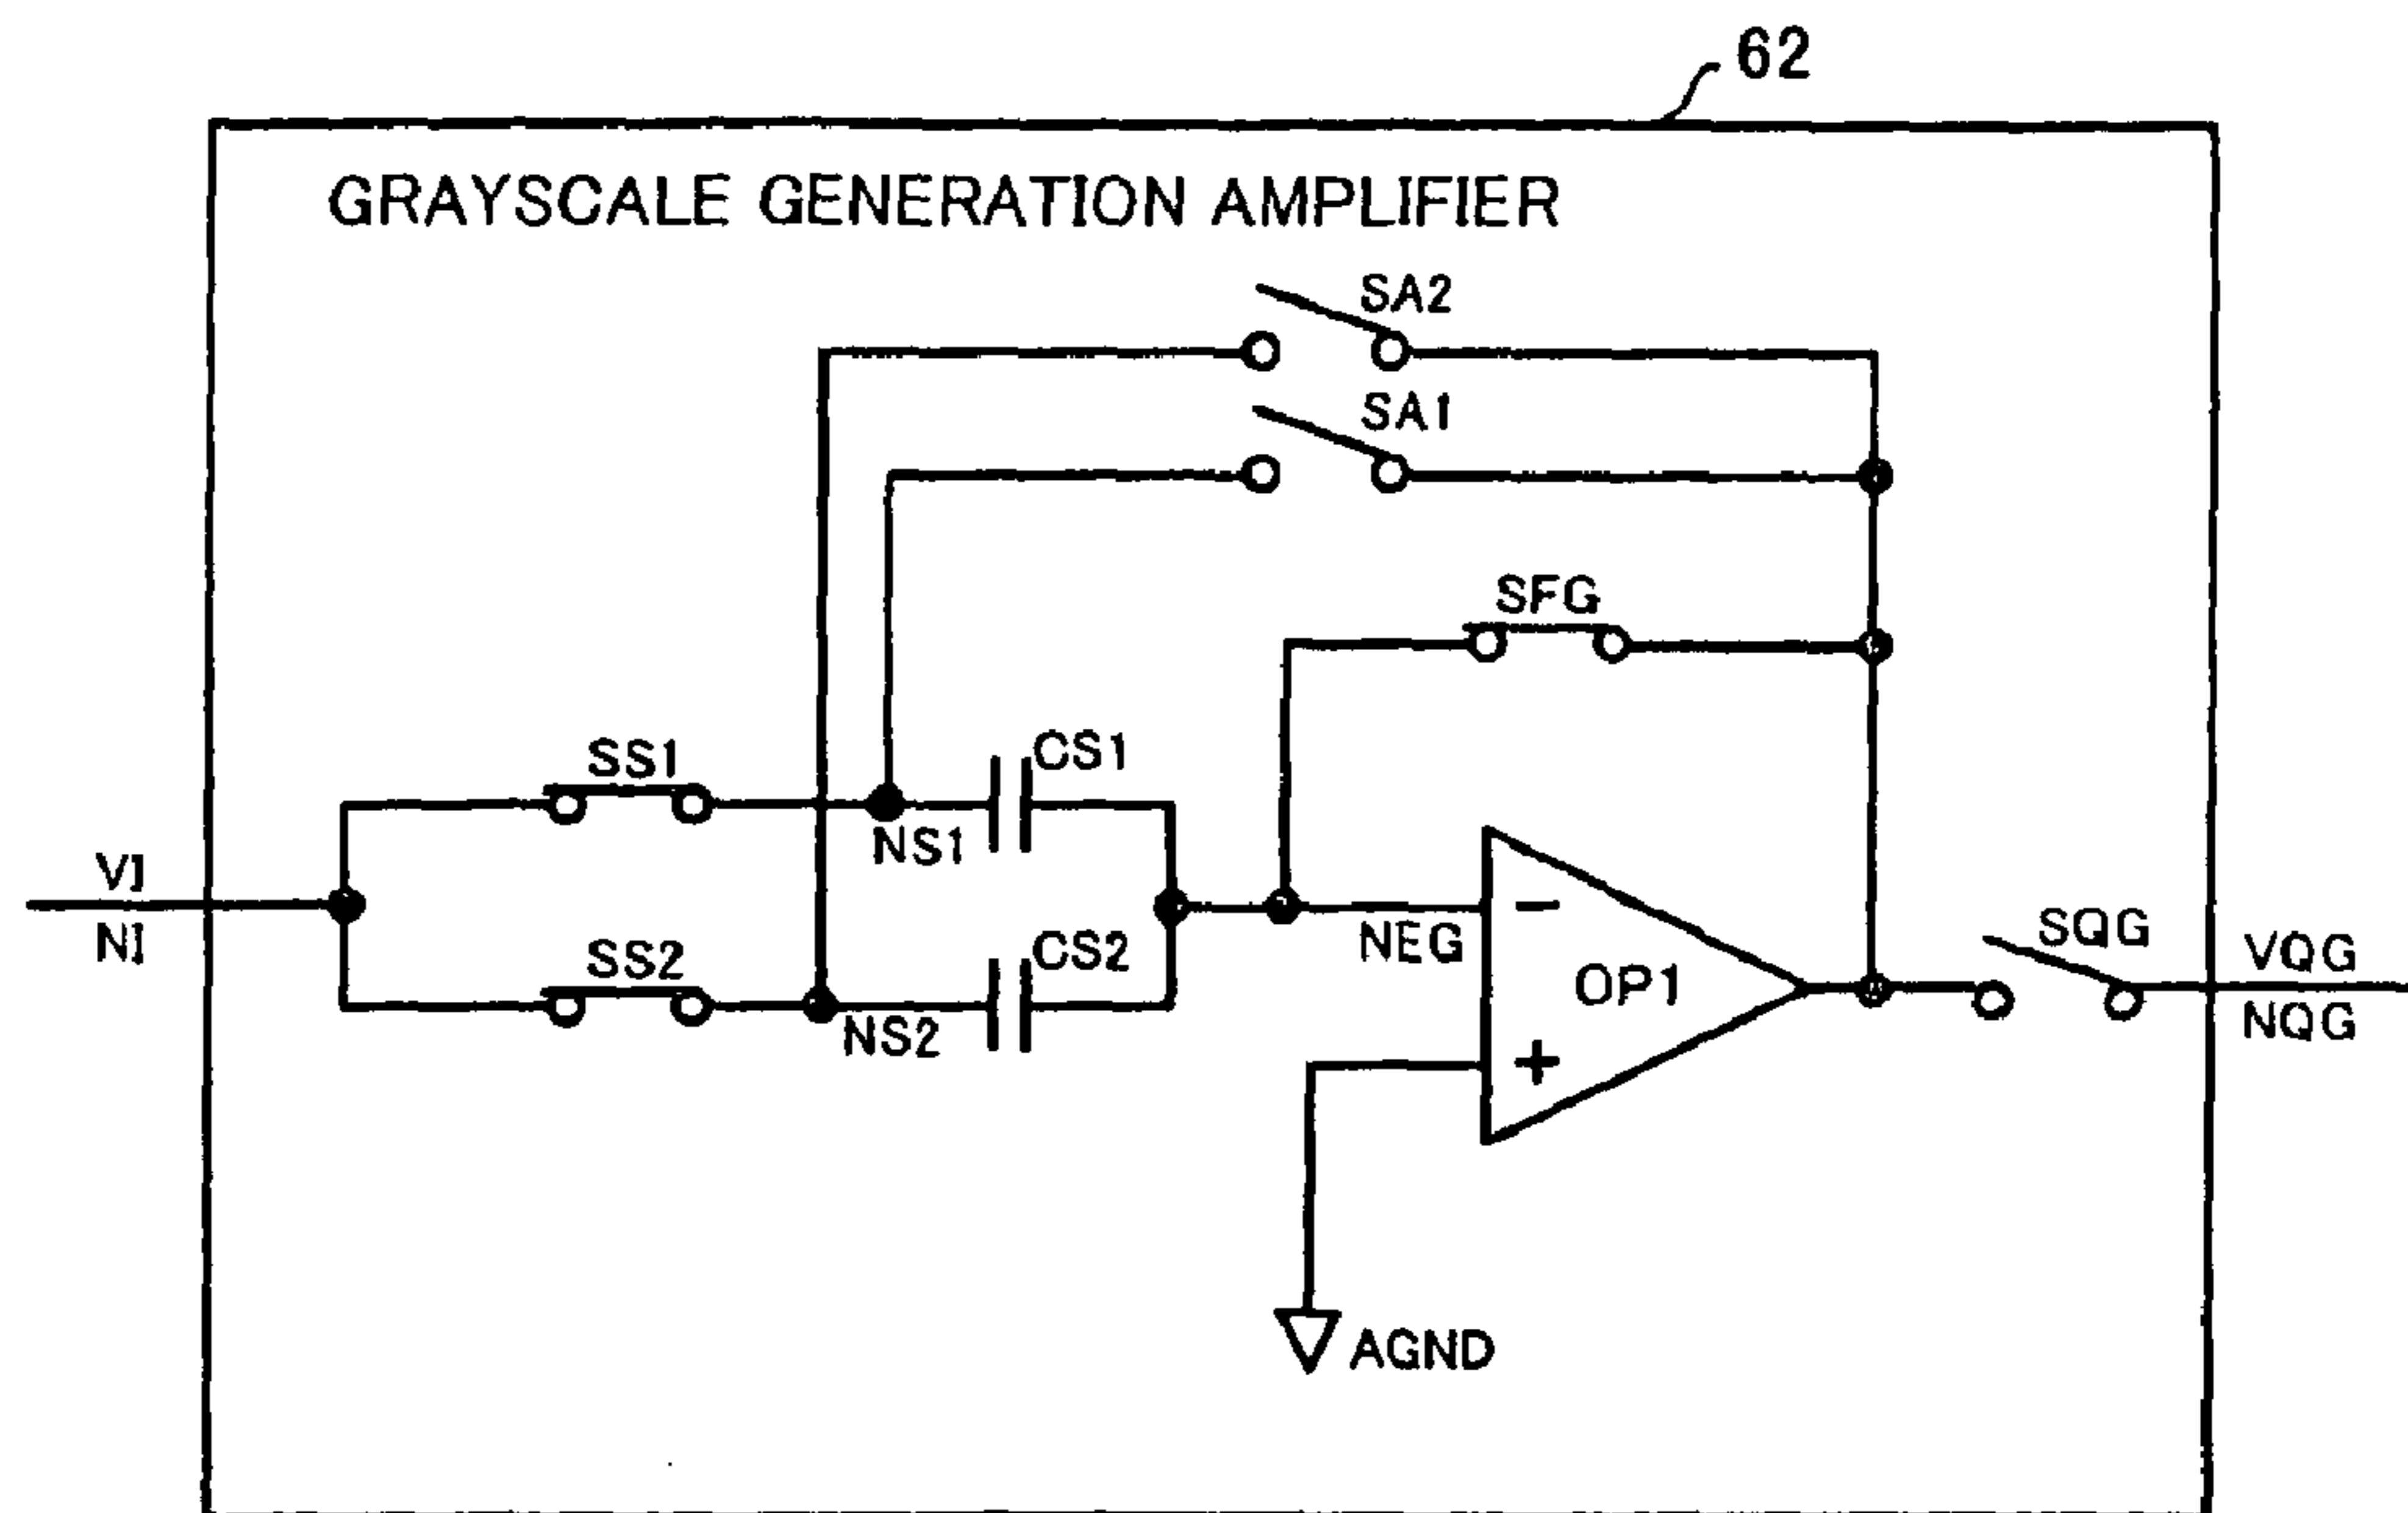 62
GRAYSCALE GENERATION AMPLIFIER
SA2
SA1
SFG
SS1
CS1
NS1
VI
NI
SS2
CS2
NS2
NEG
−
OP1
+
SQG
VQG
NQG
AGND